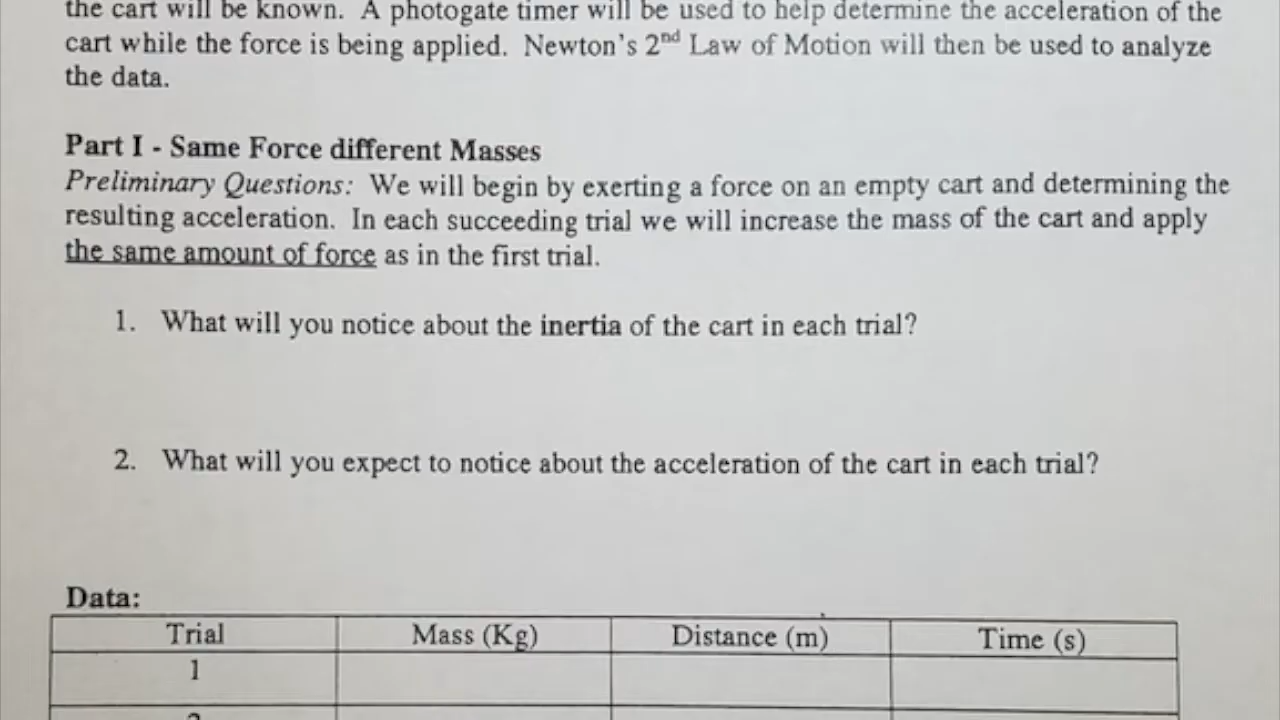 the cart will be known. A photogate timer will be used to help determine the acceleration of the
cart while the force is being applied. Newton's 2nd Law of Motion will then be used to analyze
the data.
Part I - Same Force different Masses
Preliminary Questions: We will begin by exerting a force on an empty cart and determining the
resulting acceleration. In each succeeding trial we will increase the mass of the cart and apply
the same amount of force as in the first trial.
1. What will you notice about the inertia of the cart in each trial?
2. What will you expect to notice about the acceleration of the cart in each trial?
Data:
Trial Mass (Kg) Distance (m) Time (s)
1